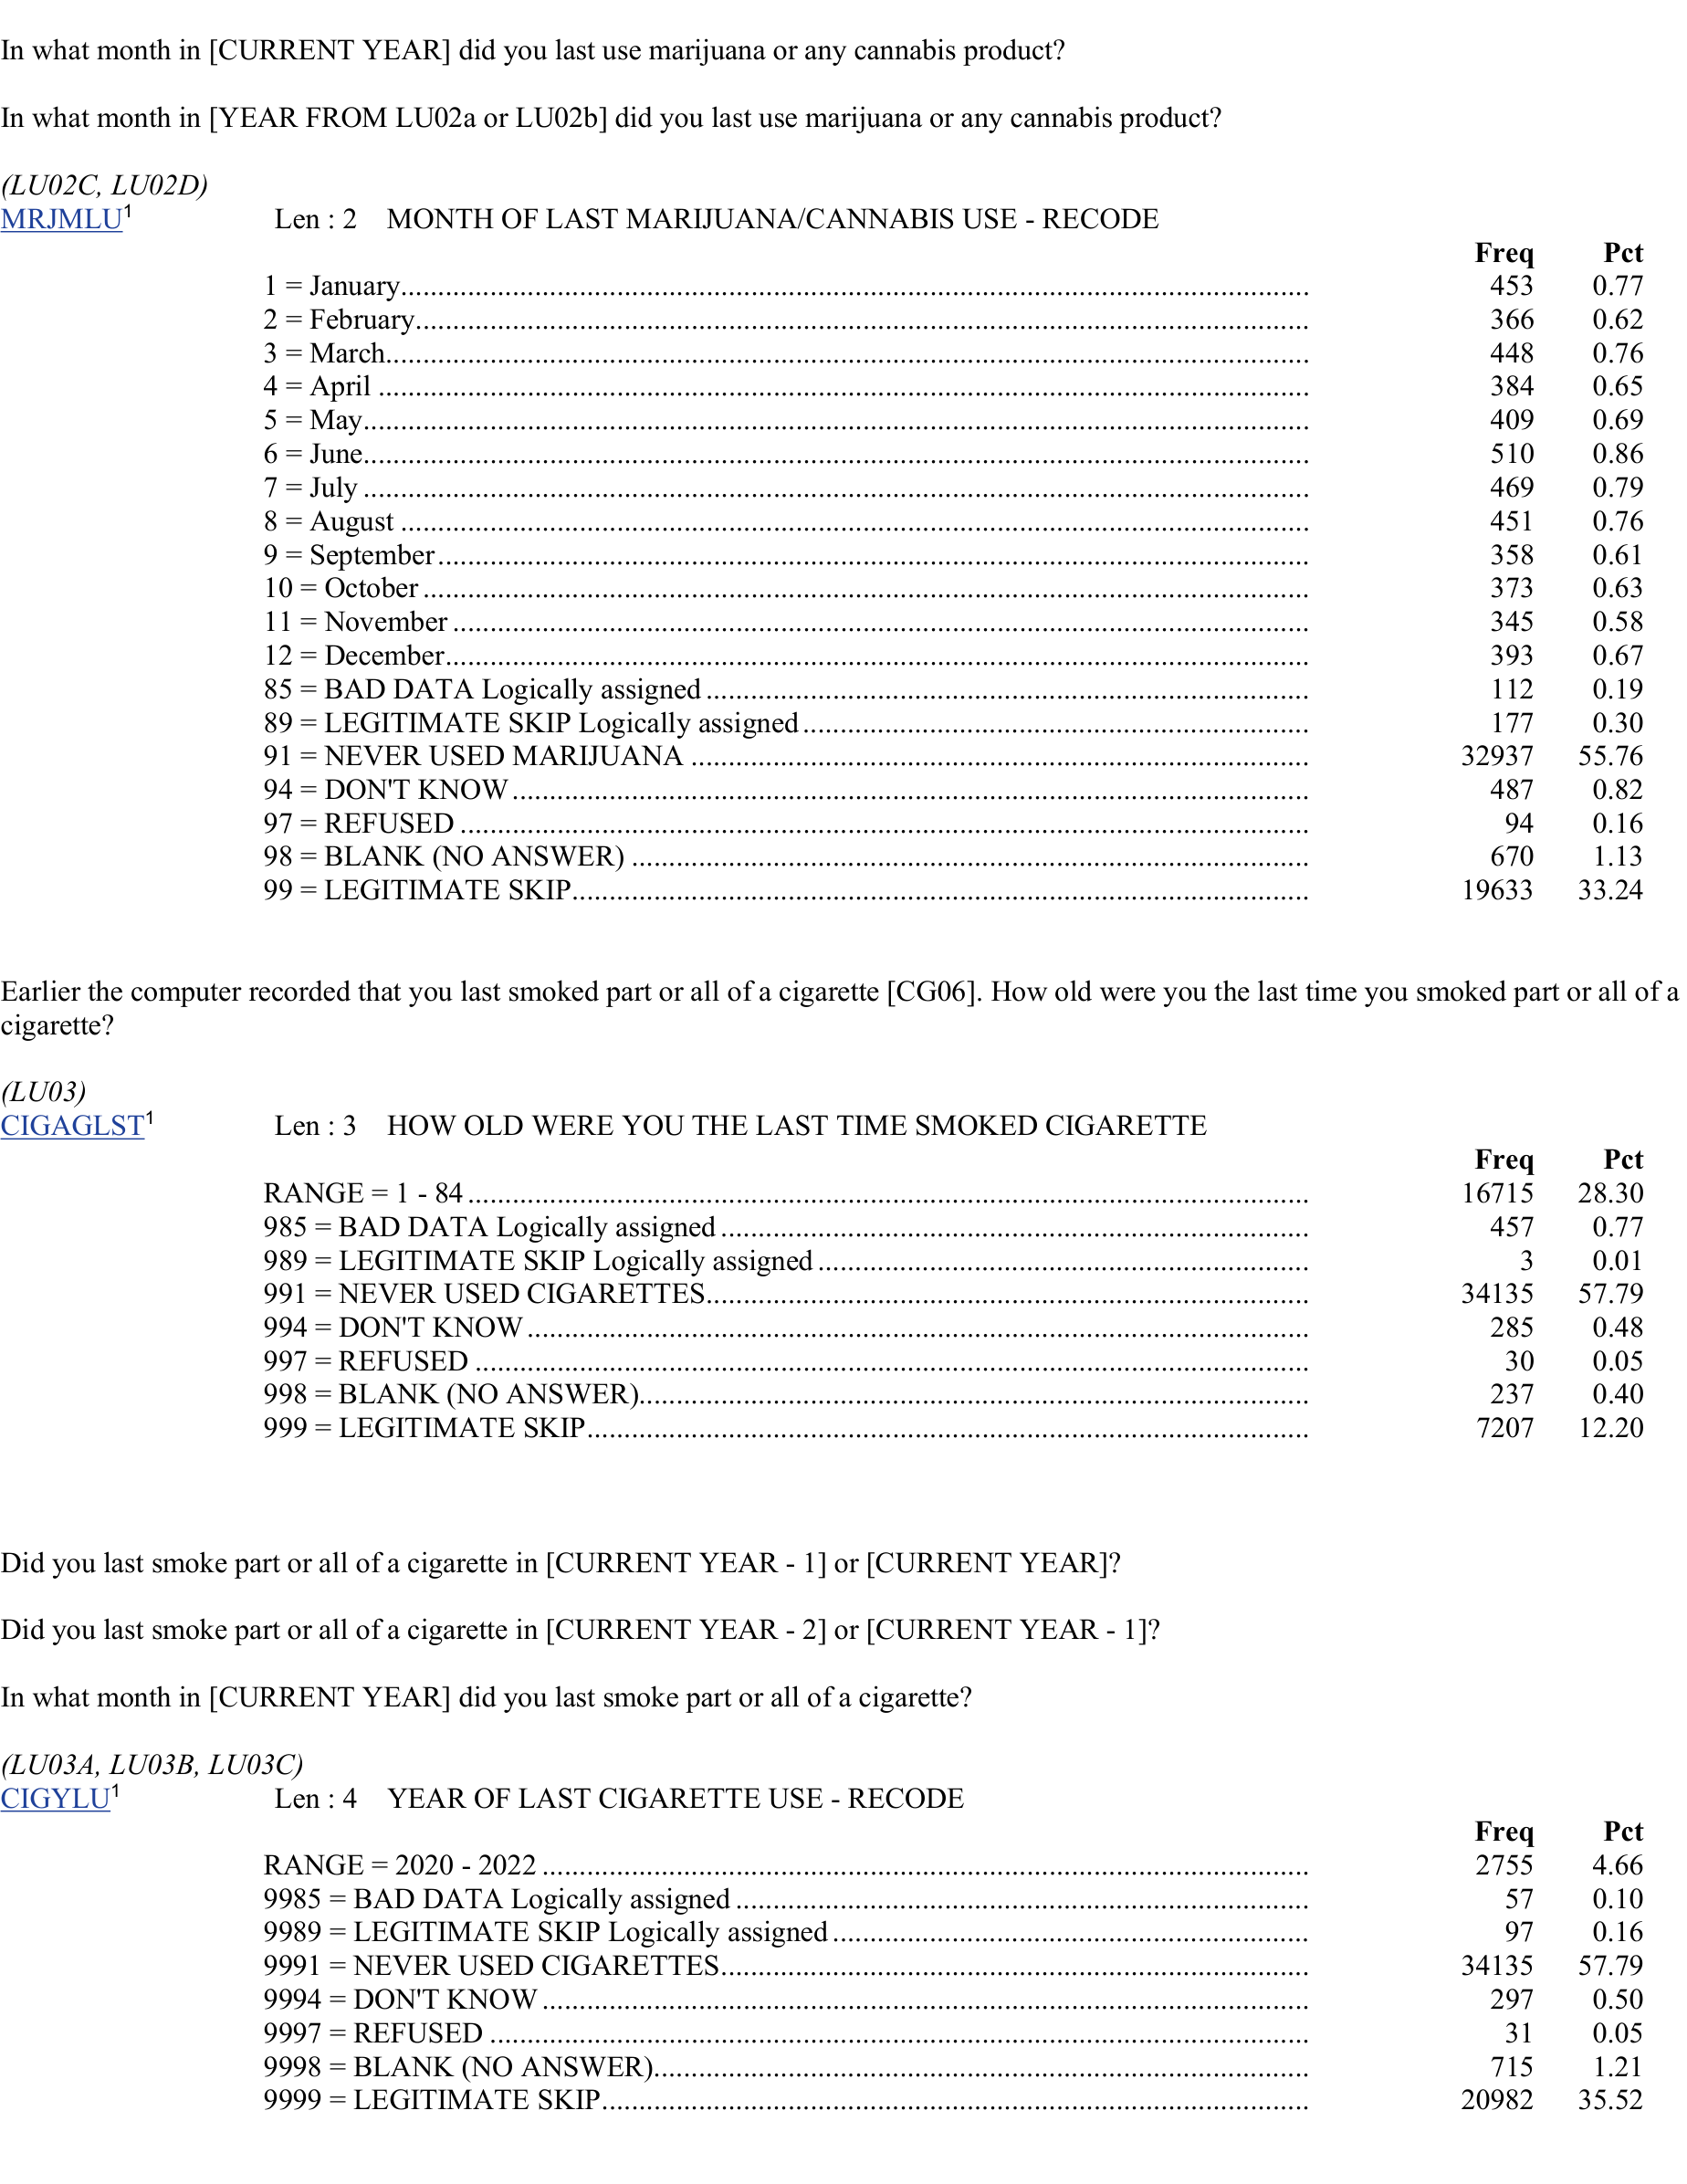 In what month in [CURRENT YEAR] did you last use marijuana or any cannabis product?
In what month in [YEAR FROM LU02a or LU02b] did you last use marijuana or any cannabis product?
(LU02C, LU02D)
MRJMLU1 Len : 2 MONTH OF LAST MARIJUANA/CANNABIS USE - RECODE
Freq Pct
1 = January 453 0.77
2 = February 366 0.62
3 = March 448 0.76
4 = April 384 0.65
5 = May 409 0.69
6 = June 510 0.86
7 = July 469 0.79
8 = August 451 0.76
9 = September 358 0.61
10 = October 373 0.63
11 = November 345 0.58
12 = December 393 0.67
85 = BAD DATA Logically assigned 112 0.19
89 = LEGITIMATE SKIP Logically assigned 177 0.30
91 = NEVER USED MARIJUANA 32937 55.76
94 = DON'T KNOW 487 0.82
97 = REFUSED 94 0.16
98 = BLANK (NO ANSWER) 670 1.13
99 = LEGITIMATE SKIP 19633 33.24
Earlier the computer recorded that you last smoked part or all of a cigarette [CG06]. How old were you the last time you smoked part or all of a
cigarette?
(LU03)
CIGAGLST1 Len : 3 HOW OLD WERE YOU THE LAST TIME SMOKED CIGARETTE
Freq Pct
RANGE = 1 - 84 16715 28.30
985 = BAD DATA Logically assigned 457 0.77
989 = LEGITIMATE SKIP Logically assigned 3 0.01
991 = NEVER USED CIGARETTES 34135 57.79
994 = DON'T KNOW 285 0.48
997 = REFUSED 30 0.05
998 = BLANK (NO ANSWER) 237 0.40
999 = LEGITIMATE SKIP 7207 12.20
Did you last smoke part or all of a cigarette in [CURRENT YEAR - 1] or [CURRENT YEAR]?
Did you last smoke part or all of a cigarette in [CURRENT YEAR - 2] or [CURRENT YEAR - 1]?
In what month in [CURRENT YEAR] did you last smoke part or all of a cigarette?
(LU03A, LU03B, LU03C)
CIGYLU1 Len : 4 YEAR OF LAST CIGARETTE USE - RECODE
Freq Pct
RANGE = 2020 - 2022 2755 4.66
9985 = BAD DATA Logically assigned 57 0.10
9989 = LEGITIMATE SKIP Logically assigned 97 0.16
9991 = NEVER USED CIGARETTES 34135 57.79
9994 = DON'T KNOW 297 0.50
9997 = REFUSED 31 0.05
9998 = BLANK (NO ANSWER) 715 1.21
9999 = LEGITIMATE SKIP 20982 35.52